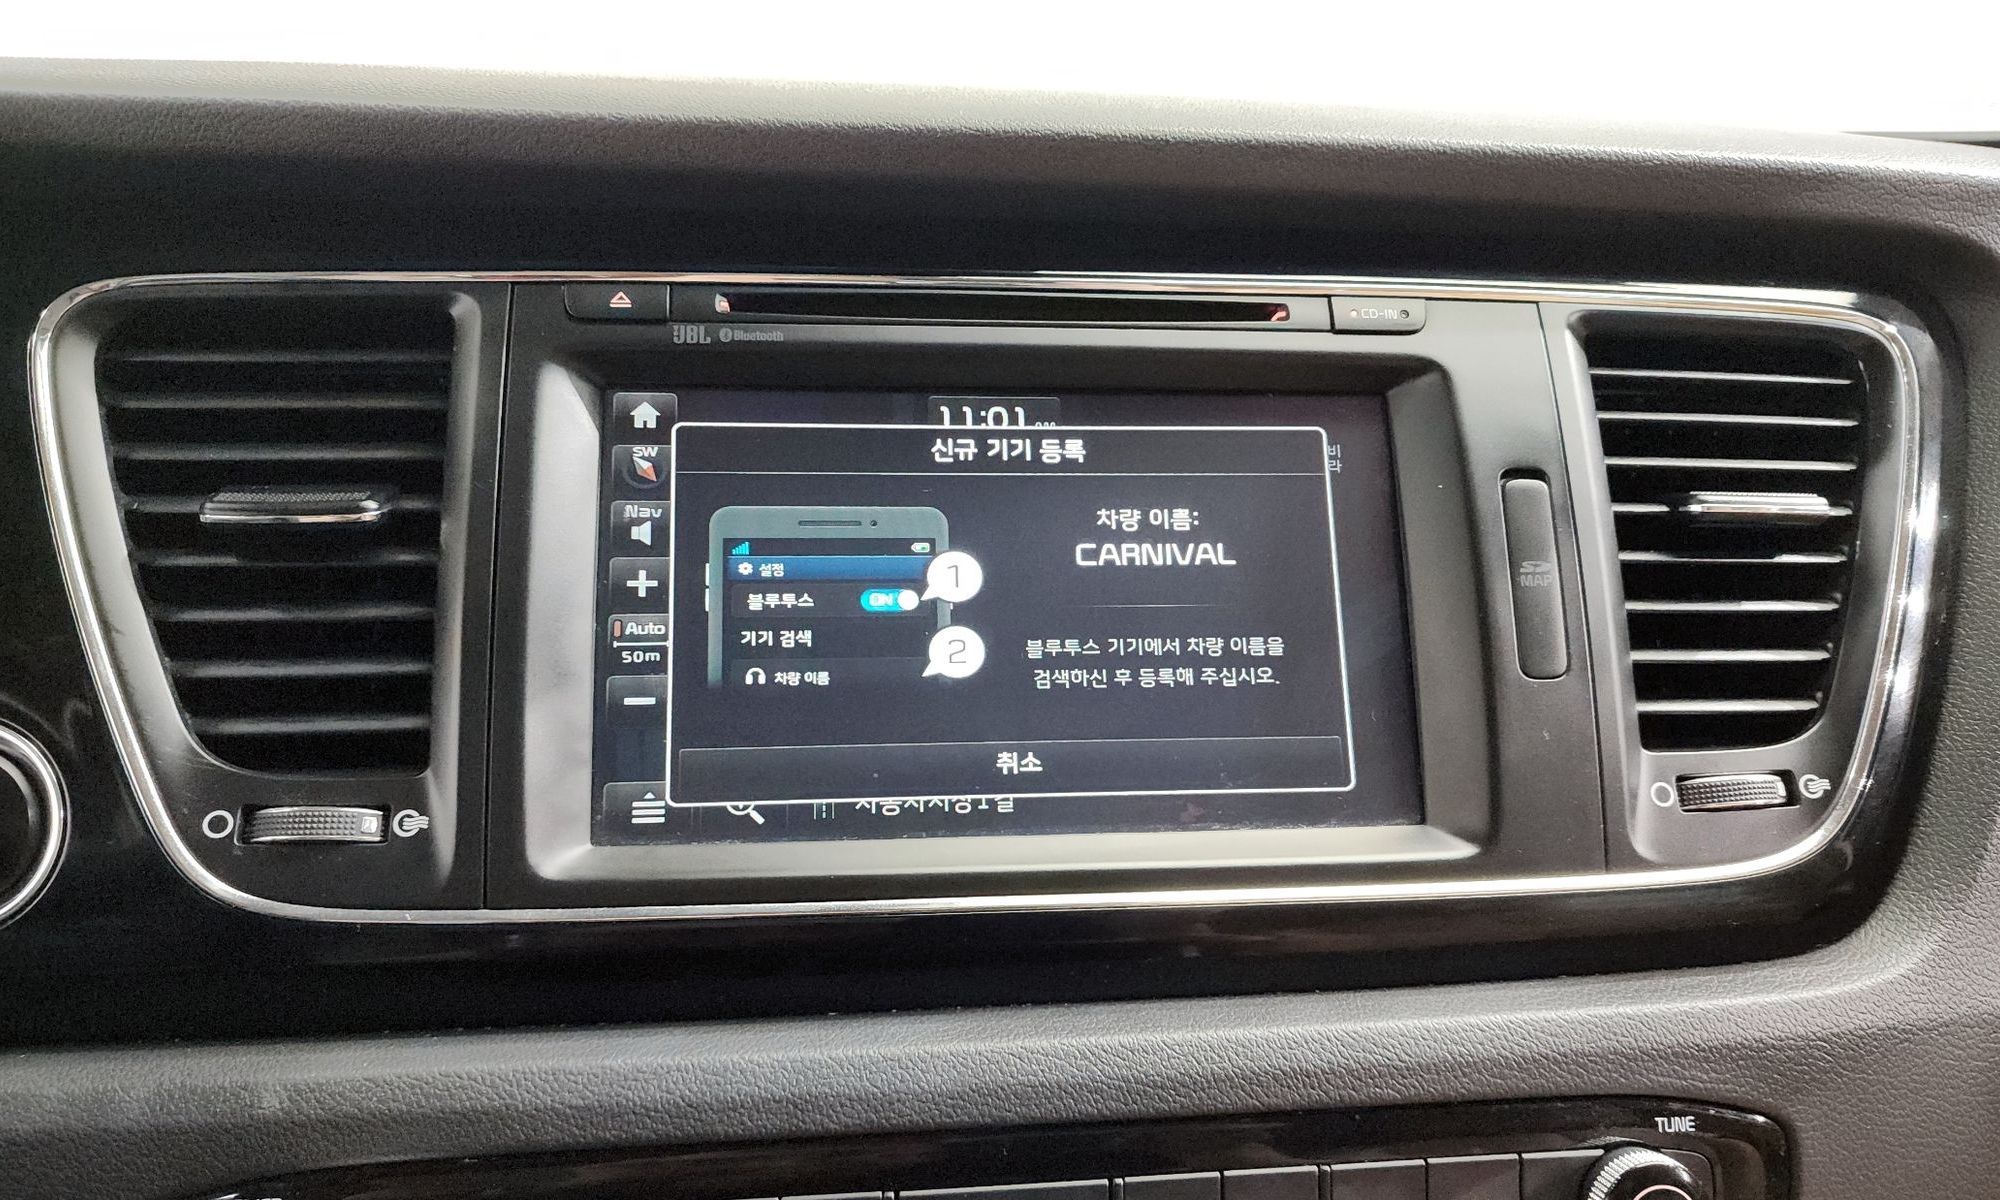 CD-IN
JBL Bluetooth
11:01
신규 기기 등록
SW
Nav
Auto
50m
설정
블루투스 ON
기기 검색
차량 이름
1
2
차량 이름:
CARNIVAL
블루투스 기기에서 차량 이름을
검색하신 후 등록해 주십시오.
취소
SD
MAP
TUNE